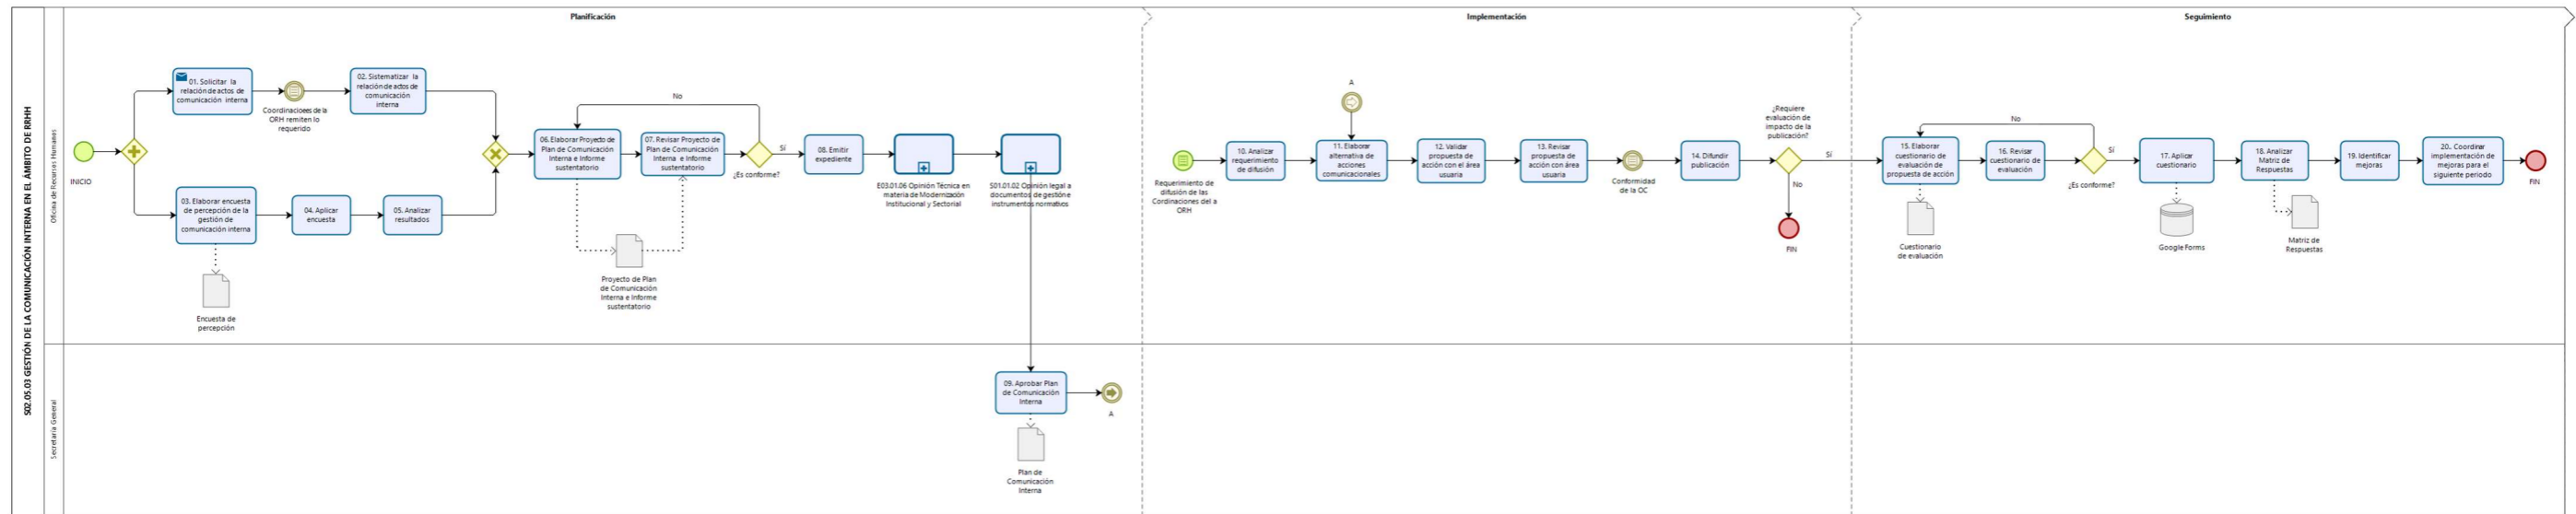 S02.05.03 GESTIÓN DE LA COMUNICACIÓN INTERNA EN EL ÁMBITO DE RRHH
Oficina de Recursos Humanos
Secretaría General
Planificación
INICIO
01. Solicitar la
relación de actos de
comunicación interna
Coordinacioees de la
ORH remiten lo
requerido
02. Sistematizar la
relación de actos de
comunicación
interna
03. Elaborar encuesta
de percepción de la
gestión de
comunicación interna
Encuesta de
percepción
04. Aplicar
encuesta
05. Analizar
resultados
06. Elaborar Proyecto de
Plan de Comunicación
Interna e Informe
sustentatorio
07. Revisar Proyecto de
Plan de Comunicación
Interna e Informe
sustentatorio
Proyecto de Plan
de Comunicación
Interna e Informe
sustentatorio
No
¿Es conforme?
Sí
08. Emitir
expediente
E03.01.06 Opinión Técnica en
materia de Modernización
Institucional y Sectorial
S01.01.02 Opinión legal a
documentos de gestión e
instrumentos normativos
09. Aprobar Plan
de Comunicación
Interna
A
Plan de
Comunicación
Interna
Implementación
Requerimiento de
difusión de las
Cordinaciones del a
ORH
10. Analizar
requerimiento
de difusión
A
11. Elaborar
alternativa de
acciones
comunicacionales
12. Validar
propuesta de
acción con el área
usuaria
13. Revisar
propuesta de
acción con área
usuaria
Conformidad
de la OC
14. Difundir
publicación
¿Requiere
evaluación de
impacto de la
publicación?
Sí
No
FIN
Seguimiento
15. Elaborar
cuestionario de
evaluación de
propuesta de acción
Cuestionario
de evaluación
16. Revisar
cuestionario de
evaluación
No
¿Es conforme?
Sí
17. Aplicar
cuestionario
Google Forms
18. Analizar
Matriz de
Respuestas
Matriz de
Respuestas
19. Identificar
mejoras
20. Coordinar
implementación de
mejoras para el
siguiente periodo
FIN